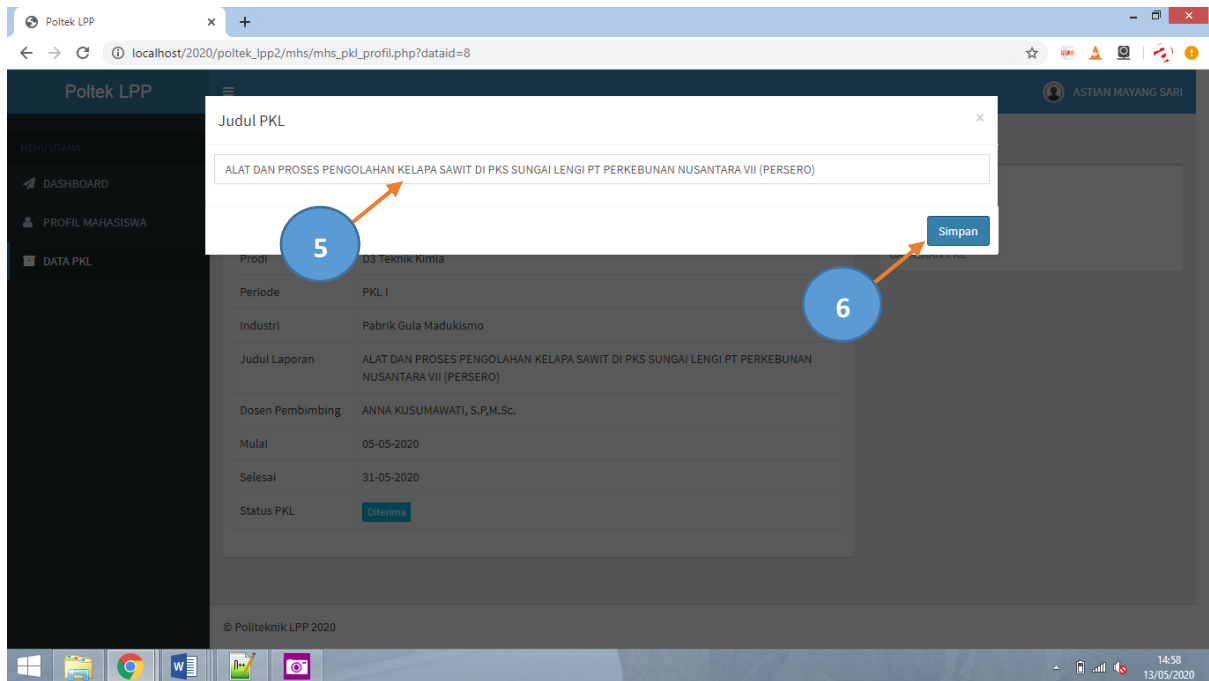 Poltek LPP
localhost/2020/poltek_lpp2/mhs/mhs_pkl_profil.php?dataid=8
Poltek LPP
ASTIAN MAYANG SARI
Judul PKL
ALAT DAN PROSES PENGOLAHAN KELAPA SAWIT DI PKS SUNGAI LENGI PT PERKEBUNAN NUSANTARA VII (PERSERO)
5
Simpan
6
MENU UTAMA
DASHBOARD
PROFIL MAHASISWA
DATA PKL
Prodi D3 Teknik Kimia
Periode PKL I
Industri Pabrik Gula Madukismo
Judul Laporan ALAT DAN PROSES PENGOLAHAN KELAPA SAWIT DI PKS SUNGAI LENGI PT PERKEBUNAN
NUSANTARA VII (PERSERO)
Dosen Pembimbing ANNA KUSUMAWATI, S.P,M.Sc.
Mulai 05-05-2020
Selesai 31-05-2020
Status PKL Diterima
© Politeknik LPP 2020
14:58
13/05/2020